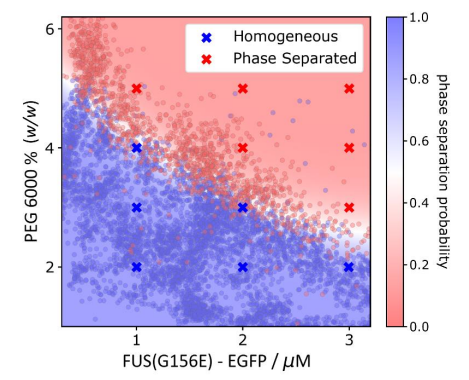 Homogeneous
Phase Separated
6
4
2
PEG 6000 % (w/w)
1
2
3
FUS(G156E) - EGFP / μM
1.0
0.8
0.6
0.4
0.2
0.0
phase separation probability